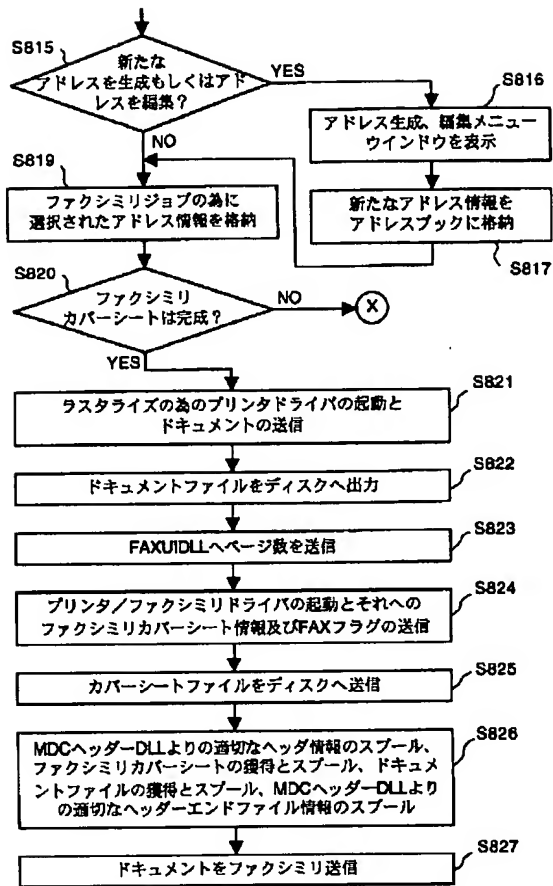 S815
新たな
アドレスを生成もしくはアド
レスを編集？
YES
S816
アドレス生成、編集メニュー
ウインドウを表示
NO
S819
ファクシミリジョブの為に
選択されたアドレス情報を格納
新たなアドレス情報を
アドレスブックに格納
S817
S820
ファクシミリ
カバーシートは完成？
NO
X
YES
S821
ラスタライズの為のプリンタドライバの起動と
ドキュメントの送信
S822
ドキュメントファイルをディスクへ出力
S823
FAXUIDLLへページ数を送信
S824
プリンタ／ファクシミリドライバの起動とそれへの
ファクシミリカバーシート情報及びFAXフラグの送信
S825
カバーシートファイルをディスクへ送信
S826
MDCヘッダーDLLよりの適切なヘッダ情報のスプール、
ファクシミリカバーシートの獲得とスプール、ドキュメ
ントファイルの獲得とスプール、MDCヘッダーDLLより
の適切なヘッダーエンドファイル情報のスプール
S827
ドキュメントをファクシミリ送信